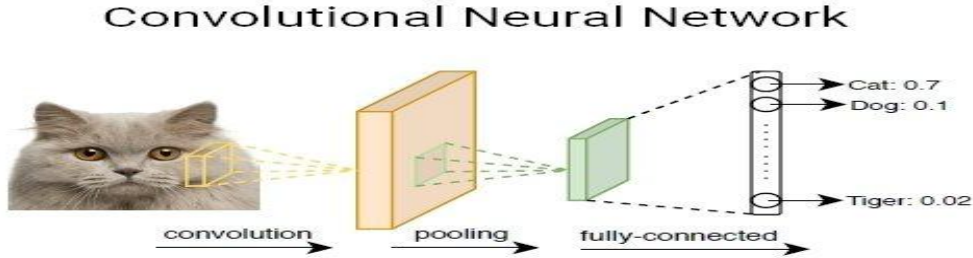 Convolutional Neural Network
Cat: 0.7
Dog: 0.1
Tiger: 0.02
convolution
pooling
fully-connected